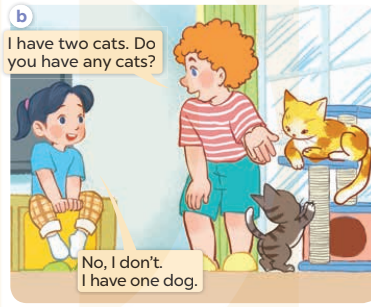 b
I have two cats. Do
you have any cats?
No, I don't.
I have one dog.